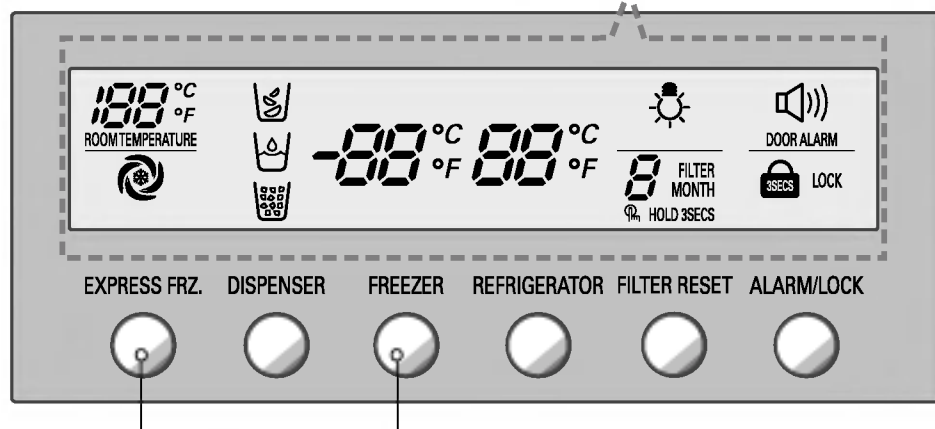 188 °C
°F
ROOM TEMPERATURE
-88 °C
°F
88 °C
°F
8 FILTER
MONTH
HOLD 3SECS
DOOR ALARM
3SECS LOCK
EXPRESS FRZ. DISPENSER FREEZER REFRIGERATOR FILTER RESET ALARM/LOCK